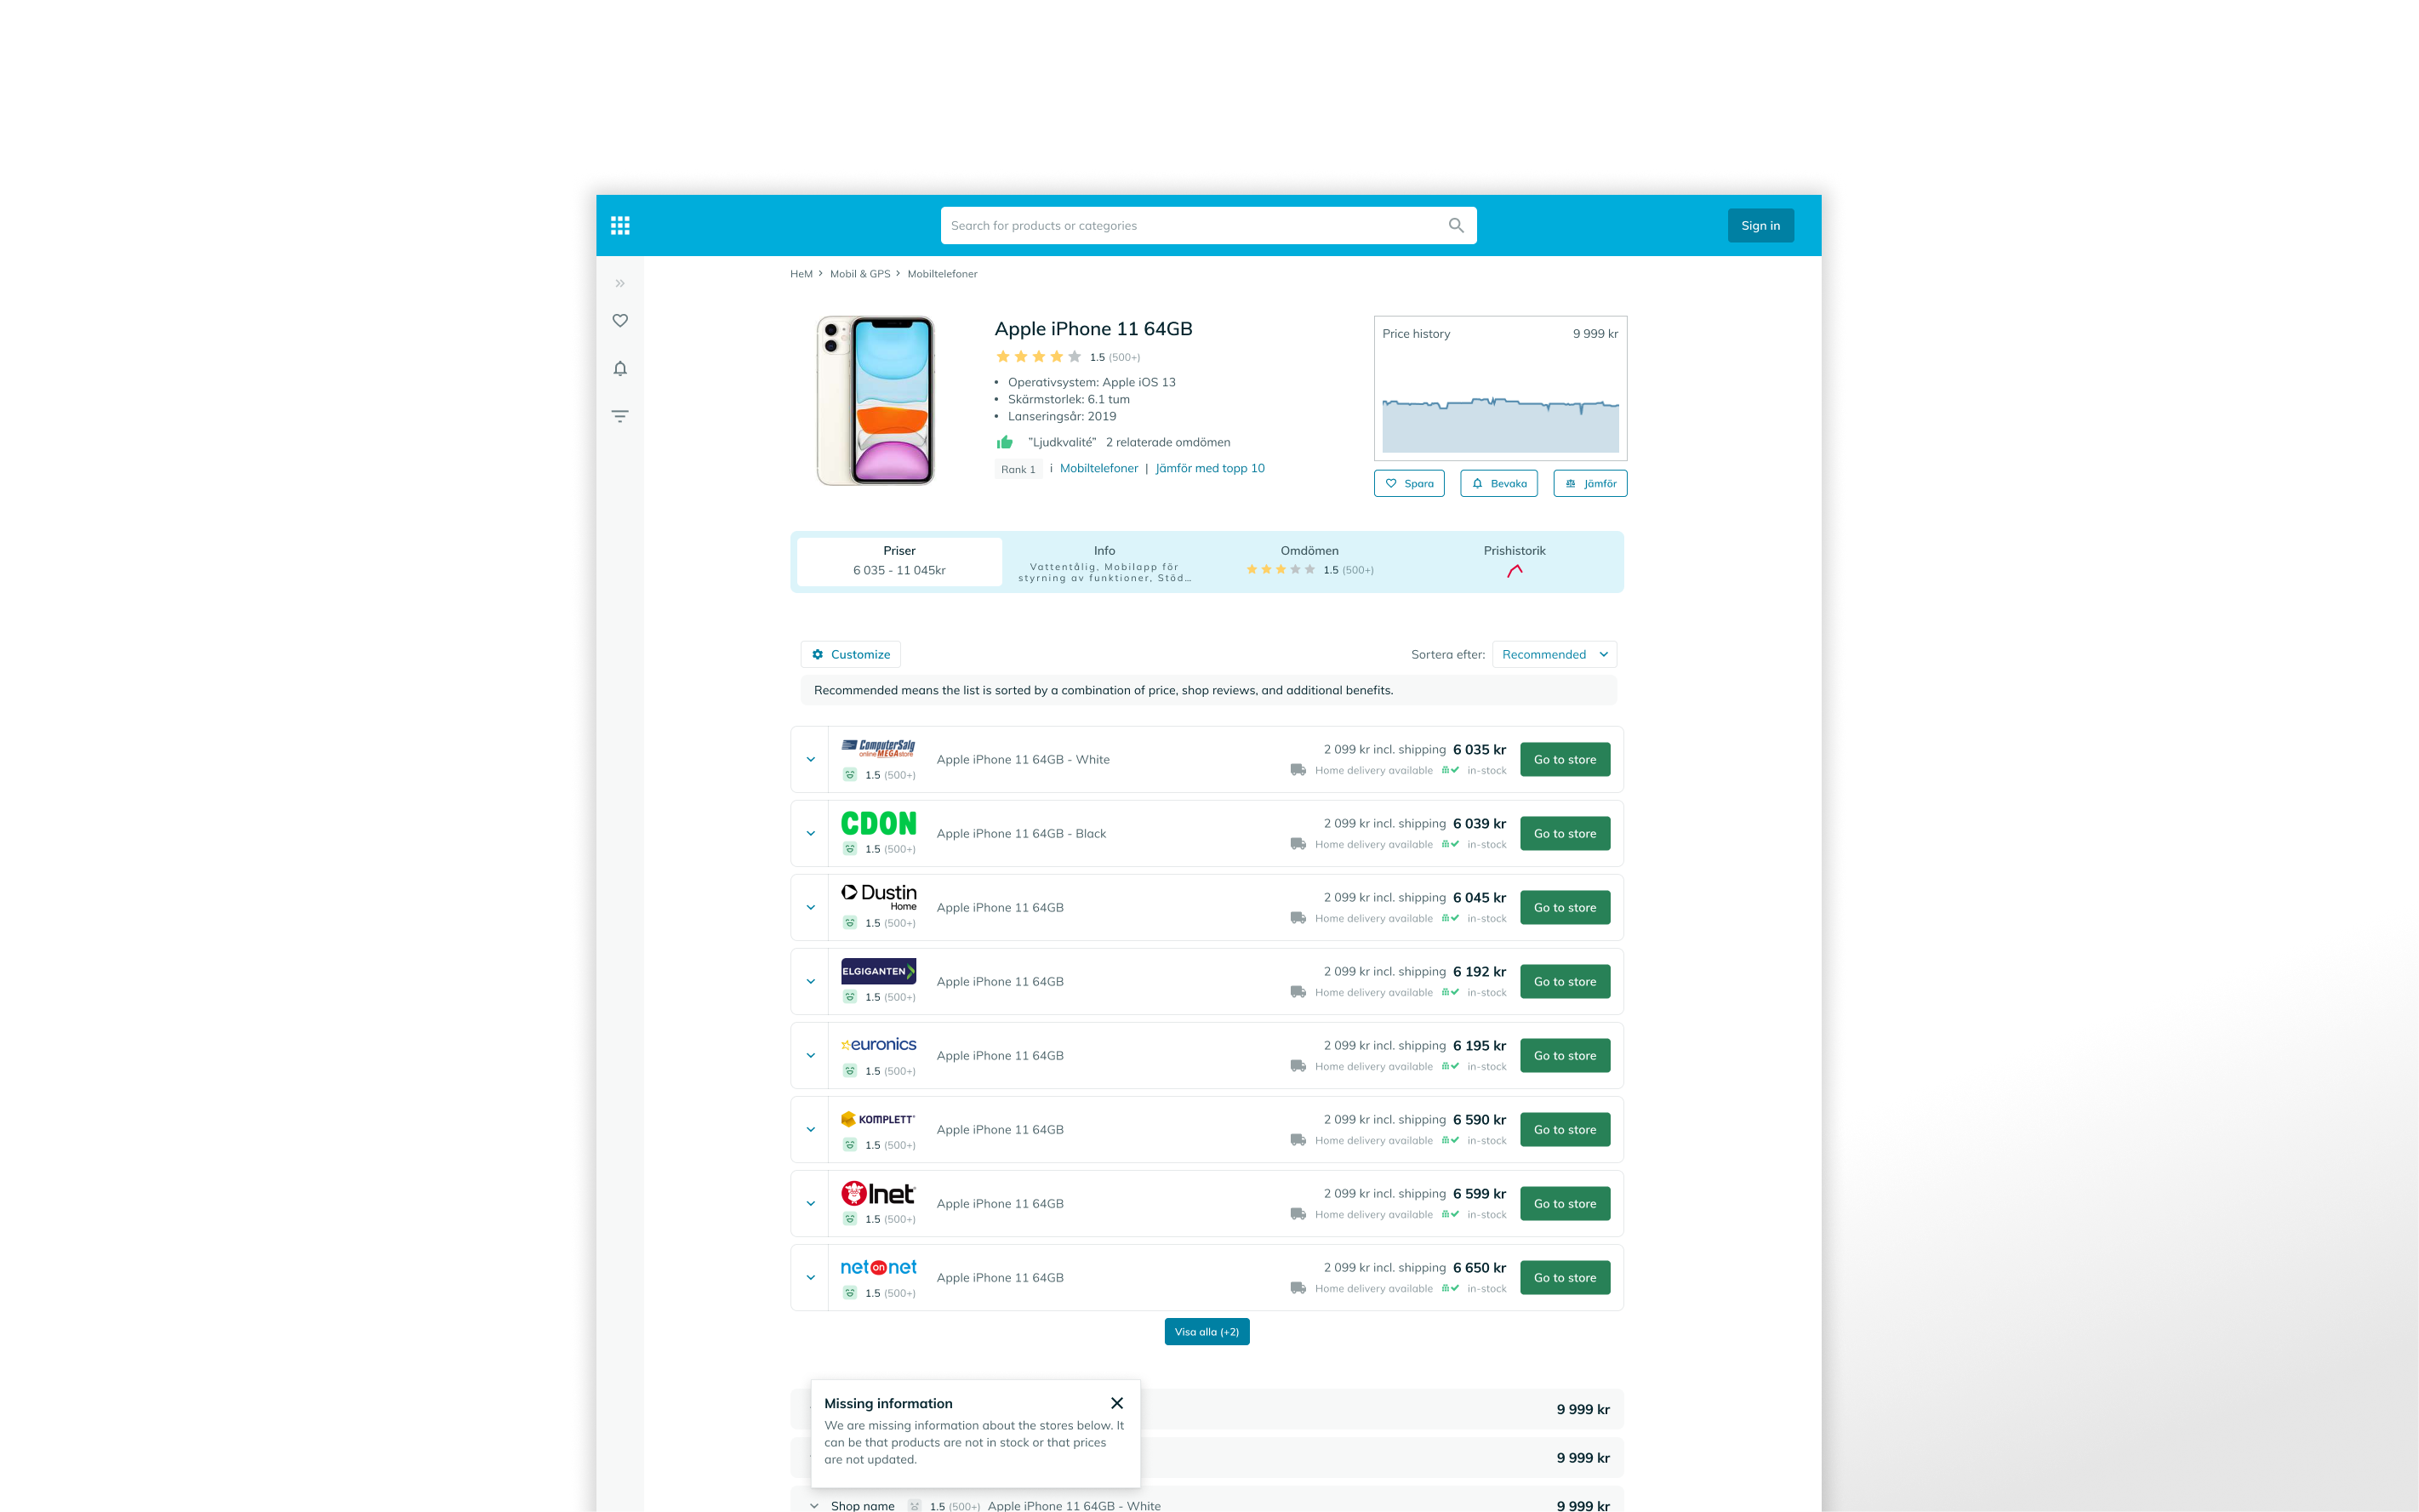 Search for products or categories
Sign in
HeM > Mobil & GPS > Mobiltelefoner
Apple iPhone 11 64GB
1.5 (500+)
• Operativsystem: Apple iOS 13
• Skärmstorlek: 6.1 tum
• Lanseringsår: 2019
"Ljudkvalité" 2 relaterade omdömen
Rank 1 i Mobiltelefoner | Jämför med topp 10
Price history 9 999 kr
Spara
Bevaka
Jämför
Priser
6 035 - 11 045kr
Info
Vattentålig, Mobilapp för
styrning av funktioner, Stöd...
Omdömen
1.5 (500+)
Prishistorik
Customize
Sortera efter: Recommended
Recommended means the list is sorted by a combination of price, shop reviews, and additional benefits.
ComputerSalg
online MEGAstore
1.5 (500+)
Apple iPhone 11 64GB - White
2 099 kr incl. shipping 6 035 kr
Home delivery available in-stock
Go to store
CDON
1.5 (500+)
Apple iPhone 11 64GB - Black
2 099 kr incl. shipping 6 039 kr
Home delivery available in-stock
Go to store
Dustin
Home
1.5 (500+)
Apple iPhone 11 64GB
2 099 kr incl. shipping 6 045 kr
Home delivery available in-stock
Go to store
ELGIGANTEN
1.5 (500+)
Apple iPhone 11 64GB
2 099 kr incl. shipping 6 192 kr
Home delivery available in-stock
Go to store
euronics
1.5 (500+)
Apple iPhone 11 64GB
2 099 kr incl. shipping 6 195 kr
Home delivery available in-stock
Go to store
KOMPLETT
1.5 (500+)
Apple iPhone 11 64GB
2 099 kr incl. shipping 6 590 kr
Home delivery available in-stock
Go to store
Inet
1.5 (500+)
Apple iPhone 11 64GB
2 099 kr incl. shipping 6 599 kr
Home delivery available in-stock
Go to store
netonnet
1.5 (500+)
Apple iPhone 11 64GB
2 099 kr incl. shipping 6 650 kr
Home delivery available in-stock
Go to store
Visa alla (+2)
Missing information
We are missing information about the stores below. It
can be that products are not in stock or that prices
are not updated.
9 999 kr
9 999 kr
Shop name 1.5 (500+) Apple iPhone 11 64GB - White 9 999 kr